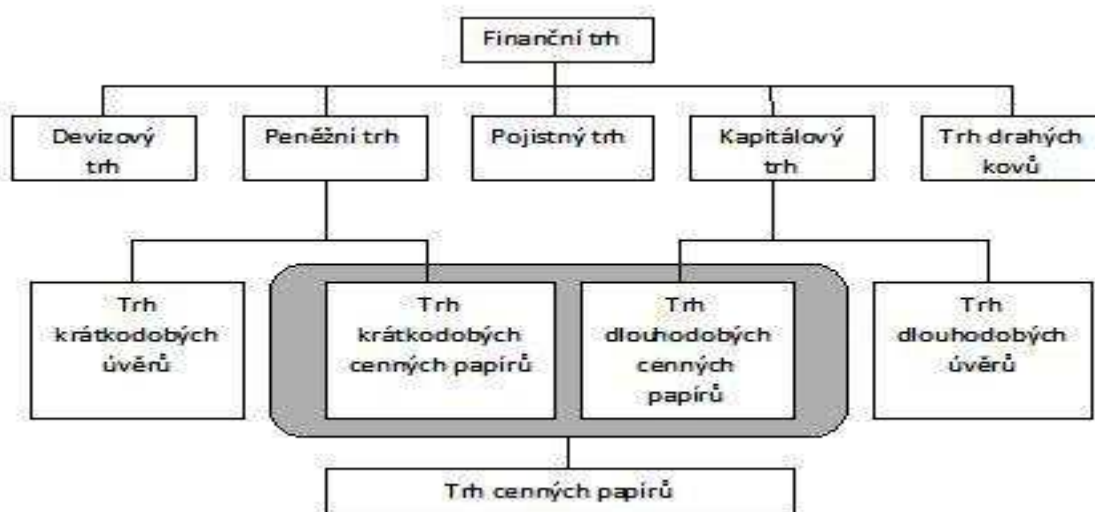 Finanční trh
Devizový
trh
Peněžní trh
Pojistný trh
Kapitálový
trh
Trh drahých
kovů
Trh
krátkodobých
úvěrů
Trh
krátkodobých
cenných papírů
Trh
dlouhodobých
cenných
papírů
Trh
dlouhodobých
úvěrů
Trh cenných papírů